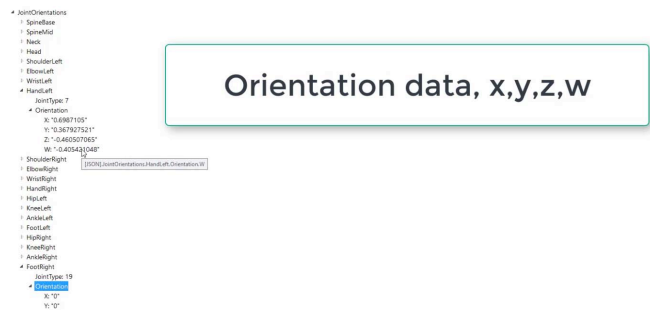 JointOrientations
SpineBase
SpineMid
Neck
Head
ShoulderLeft
ElbowLeft
WristLeft
HandLeft
JointType: 7
Orientation
X: "0.6987105"
Y: "0.367927521"
Z: "-0.460507065"
W: "-0.405421048"
ShoulderRight
[JSON].JointOrientations.HandLeft.Orientation.W
ElbowRight
WristRight
HandRight
HipLeft
KneeLeft
AnkleLeft
FootLeft
HipRight
KneeRight
AnkleRight
FootRight
JointType: 19
Orientation
X: "0"
Y: "0"
Orientation data, x,y,z,w